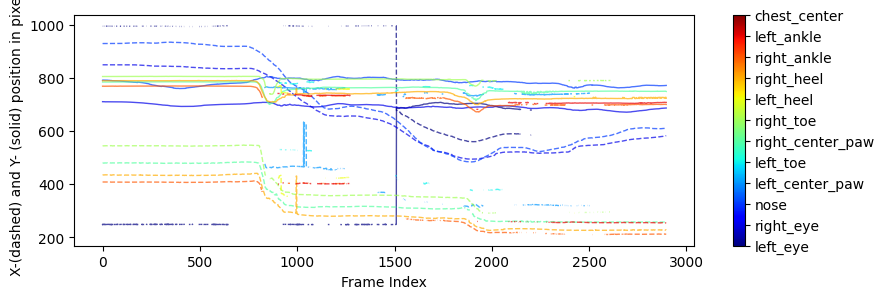 X-(dashed) and Y- (solid) position in pixe
1000
800
600
400
200
0
500
1000
1500
2000
2500
3000
Frame Index
chest_center
left_ankle
right_ankle
right_heel
left_heel
right_toe
right_center_paw
left_toe
left_center_paw
nose
right_eye
left_eye